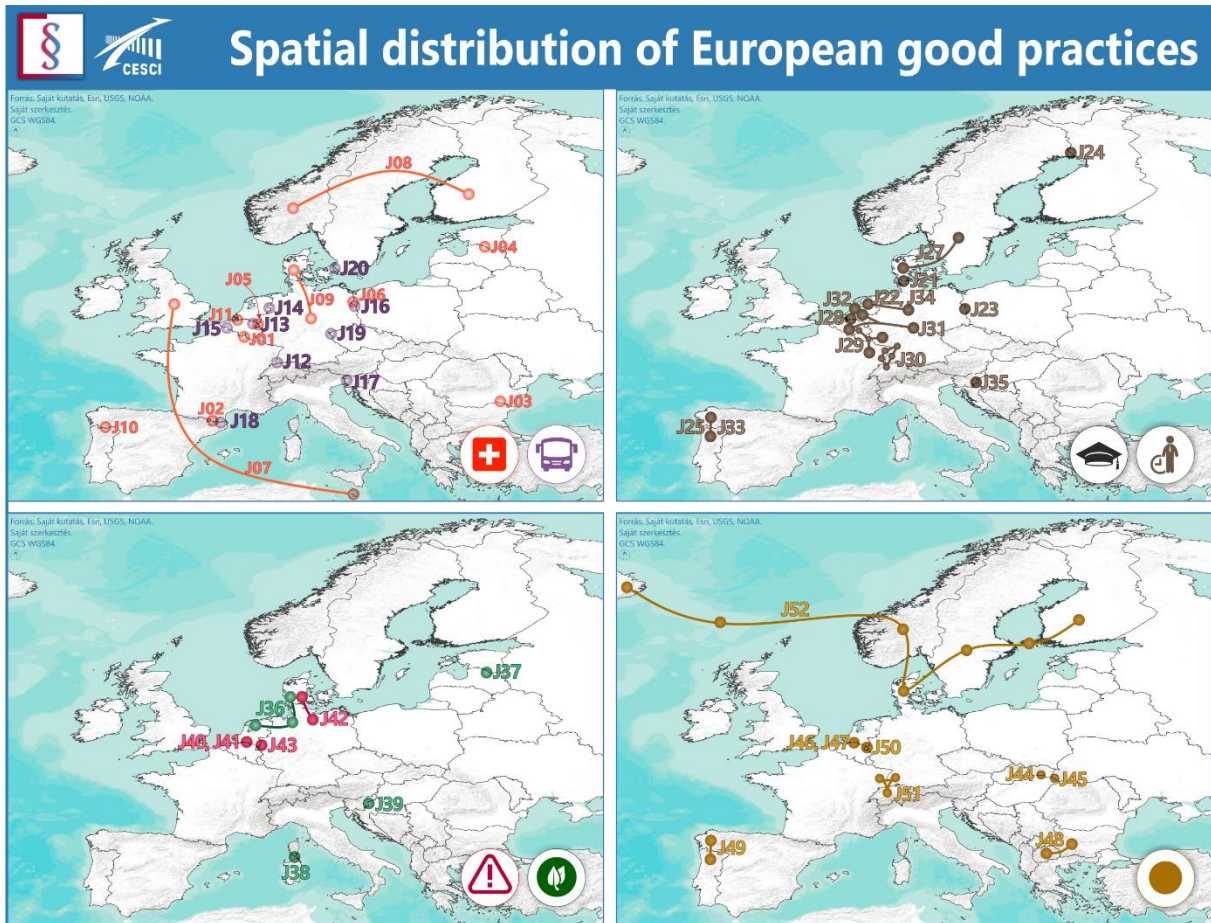 §
CESCI
Spatial distribution of European good practices
Forrás: Saját kutatás, Esri, USGS, NOAA.
Saját szerkesztés.
GCS WGS84.
J08
J04
J20
J05
J09
J06
J14
J16
J11
J13
J15
J01
J19
J12
J17
J03
J02
J18
J10
J07
Forrás: Saját kutatás, Esri, USGS, NOAA.
Saját szerkesztés.
GCS WGS84.
J24
J27
J21
J32
J22
J34
J23
J28
J31
J29
J30
J35
J25
J33
Forrás: Saját kutatás, Esri, USGS, NOAA.
Saját szerkesztés.
GCS WGS84.
J37
J36
J42
J40, J41
J43
J39
J38
Forrás: Saját kutatás, Esri, USGS, NOAA.
Saját szerkesztés.
GCS WGS84.
J52
J46, J47
J50
J44
J45
J51
J49
J48